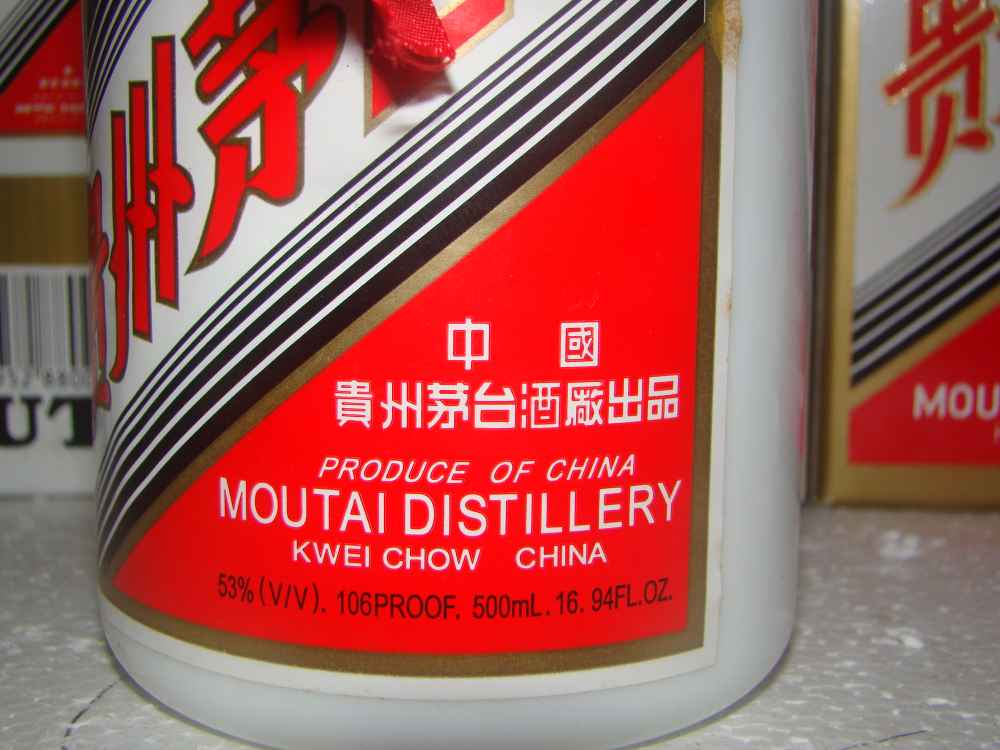 州茅
中國
貴州茅台酒廠出品
PRODUCE OF CHINA
MOUTAI DISTILLERY
KWEI CHOW CHINA
53% (V/V). 106PROOF. 500mL. 16. 94FL.OZ.
贵
MOU
UT